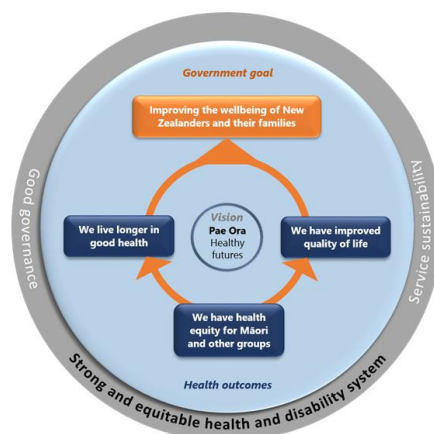 Government goal
Improving the wellbeing of New
Zealanders and their families
Good governance
Service sustainability
Vision
Pae Ora
Healthy
futures
We live longer in
good health
We have improved
quality of life
We have health
equity for Māori
and other groups
Health outcomes
Strong and equitable health and disability system